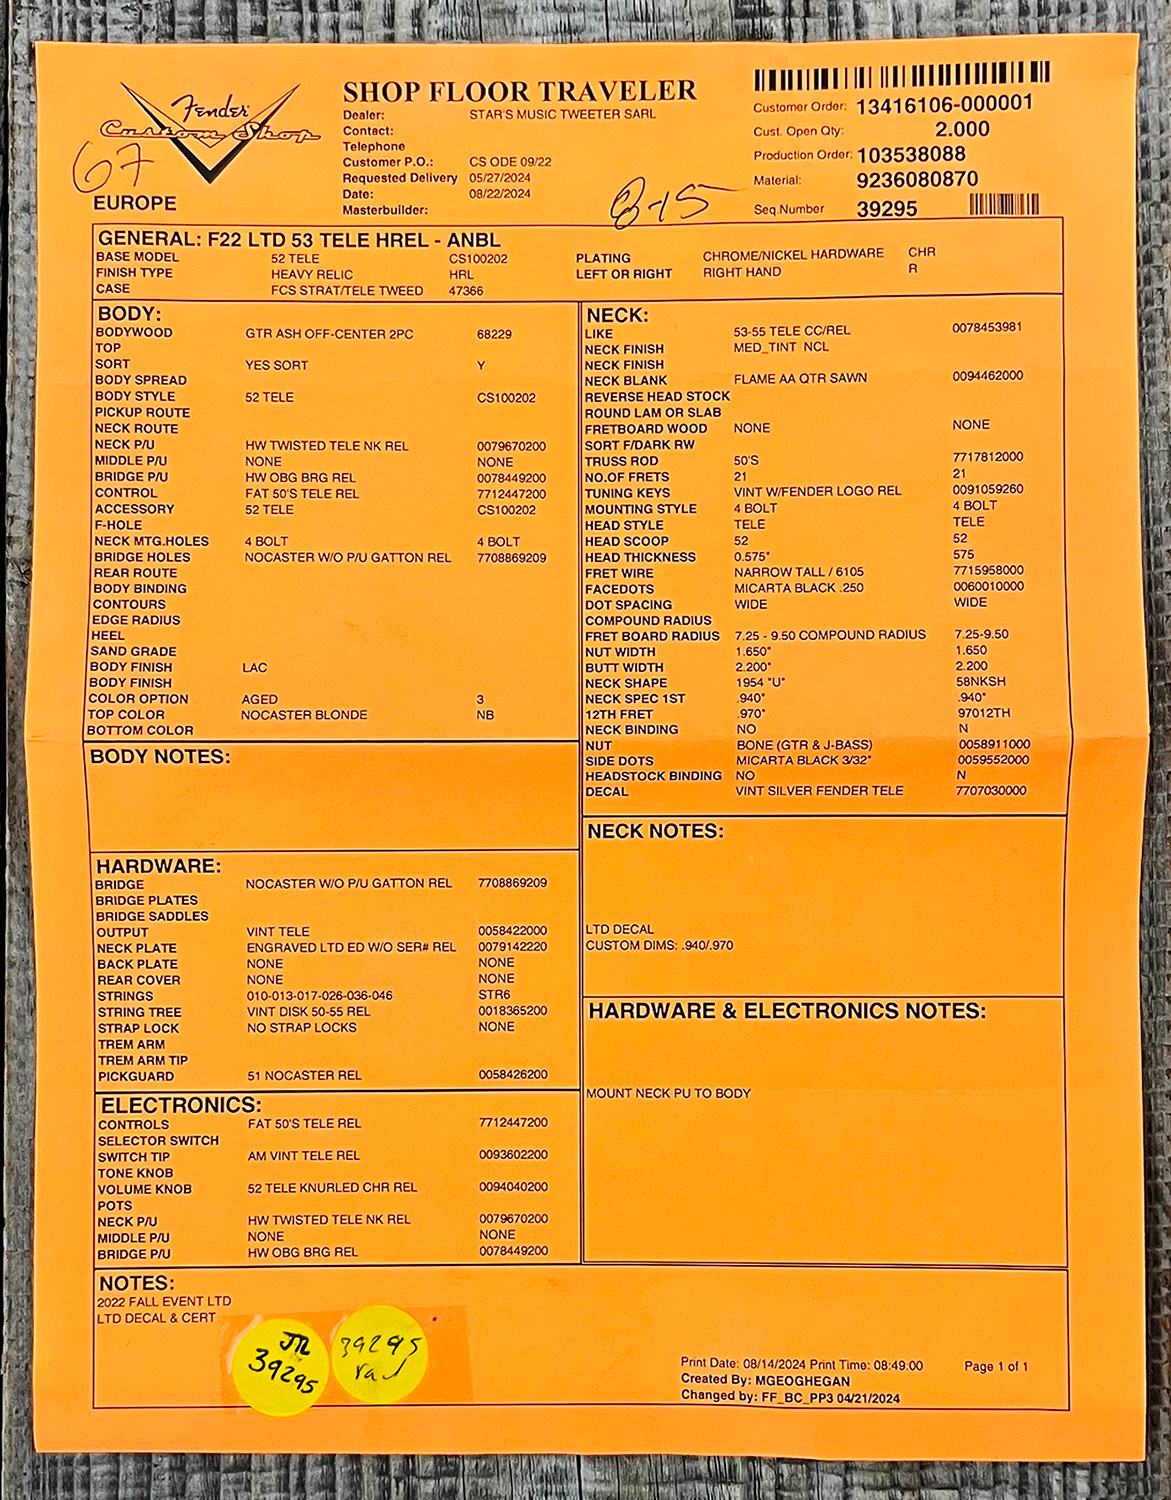 Fender
Custom Shop
67
EUROPE
SHOP FLOOR TRAVELER
Dealer: STAR'S MUSIC TWEETER SARL
Contact:
Telephone
Customer P.O.: CS ODE 09/22
Requested Delivery 05/27/2024
Date: 08/22/2024
Masterbuilder:
8-15
Customer Order: 13416106-000001
Cust. Open Qty: 2.000
Production Order: 103538088
Material: 9236080870
Seq.Number 39295
GENERAL: F22 LTD 53 TELE HREL - ANBL
BASE MODEL 52 TELE CS100202 PLATING CHROME/NICKEL HARDWARE CHR
FINISH TYPE HEAVY RELIC HRL LEFT OR RIGHT RIGHT HAND R
CASE FCS STRAT/TELE TWEED 47366
BODY:
BODYWOOD GTR ASH OFF-CENTER 2PC 68229
TOP
SORT YES SORT Y
BODY SPREAD
BODY STYLE 52 TELE CS100202
PICKUP ROUTE
NECK ROUTE
NECK P/U HW TWISTED TELE NK REL 0079670200
MIDDLE P/U NONE NONE
BRIDGE P/U HW OBG BRG REL 0078449200
CONTROL FAT 50'S TELE REL 7712447200
ACCESSORY 52 TELE CS100202
F-HOLE
NECK MTG.HOLES 4 BOLT 4 BOLT
BRIDGE HOLES NOCASTER W/O P/U GATTON REL 7708869209
REAR ROUTE
BODY BINDING
CONTOURS
EDGE RADIUS
HEEL
SAND GRADE
BODY FINISH LAC
BODY FINISH
COLOR OPTION AGED 3
TOP COLOR NOCASTER BLONDE NB
BOTTOM COLOR
BODY NOTES:
HARDWARE:
BRIDGE NOCASTER W/O P/U GATTON REL 7708869209
BRIDGE PLATES
BRIDGE SADDLES
OUTPUT VINT TELE 0058422000
NECK PLATE ENGRAVED LTD ED W/O SER# REL 0079142220
BACK PLATE NONE NONE
REAR COVER NONE NONE
STRINGS 010-013-017-026-036-046 STR6
STRING TREE VINT DISK 50-55 REL 0018365200
STRAP LOCK NO STRAP LOCKS NONE
TREM ARM
TREM ARM TIP
PICKGUARD 51 NOCASTER REL 0058426200
ELECTRONICS:
CONTROLS FAT 50'S TELE REL 7712447200
SELECTOR SWITCH
SWITCH TIP AM VINT TELE REL 0093602200
TONE KNOB
VOLUME KNOB 52 TELE KNURLED CHR REL 0094040200
POTS
NECK P/U HW TWISTED TELE NK REL 0079670200
MIDDLE P/U NONE NONE
BRIDGE P/U HW OBG BRG REL 0078449200
NECK:
LIKE 53-55 TELE CC/REL 0078453981
NECK FINISH MED_TINT NCL
NECK FINISH
NECK BLANK FLAME AA QTR SAWN 0094462000
REVERSE HEAD STOCK
ROUND LAM OR SLAB
FRETBOARD WOOD NONE NONE
SORT F/DARK RW
TRUSS ROD 50'S 7717812000
NO.OF FRETS 21 21
TUNING KEYS VINT W/FENDER LOGO REL 0091059260
MOUNTING STYLE 4 BOLT 4 BOLT
HEAD STYLE TELE TELE
HEAD SCOOP 52 52
HEAD THICKNESS 0.575" 575
FRET WIRE NARROW TALL / 6105 7715958000
FACEDOTS MICARTA BLACK .250 0060010000
DOT SPACING WIDE WIDE
COMPOUND RADIUS
FRET BOARD RADIUS 7.25 - 9.50 COMPOUND RADIUS 7.25-9.50
NUT WIDTH 1.650" 1.650
BUTT WIDTH 2.200" 2.200
NECK SHAPE 1954 "U" 58NKSH
NECK SPEC 1ST .940" .940"
12TH FRET .970" 97012TH
NECK BINDING NO N
NUT BONE (GTR & J-BASS) 0058911000
SIDE DOTS MICARTA BLACK 3/32" 0059552000
HEADSTOCK BINDING NO N
DECAL VINT SILVER FENDER TELE 7707030000
NECK NOTES:
LTD DECAL
CUSTOM DIMS: .940/.970
HARDWARE & ELECTRONICS NOTES:
MOUNT NECK PU TO BODY
NOTES:
2022 FALL EVENT LTD
LTD DECAL & CERT
39295
39295
Print Date: 08/14/2024 Print Time: 08:49:00 Page 1 of 1
Created By: MGEOGHEGAN
Changed by: FF_BC_PP3 04/21/2024